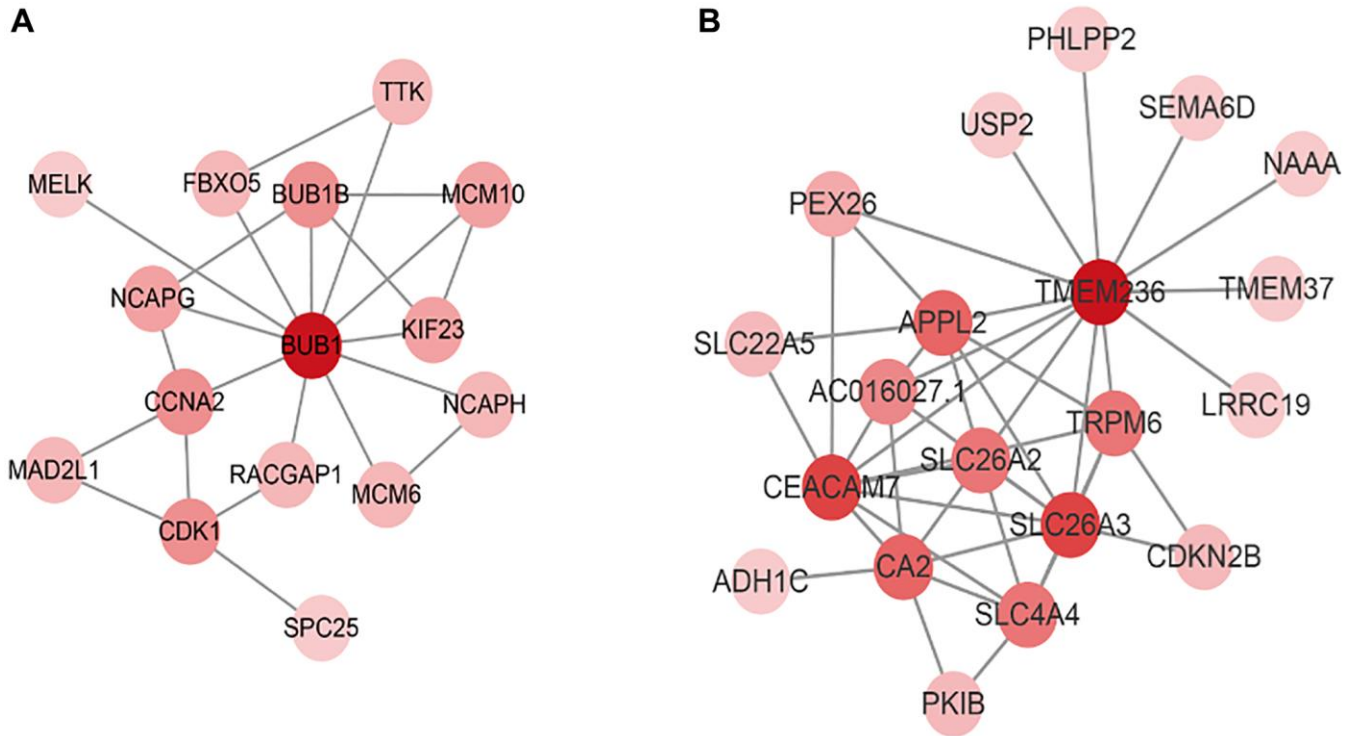 A
TTK
MELK
FBXO5
BUB1B
MCM10
NCAPG
BUB1
KIF23
CCNA2
NCAPH
MAD2L1
RACGAP1
MCM6
CDK1
SPC25
B
PHLPP2
SEMA6D
USP2
NAAA
PEX26
TMEM236
TMEM37
APPL2
SLC22A5
AC016027.1
LRRC19
TRPM6
SLC26A2
CEACAM7
SLC26A3
CDKN2B
CA2
ADH1C
SLC4A4
PKIB